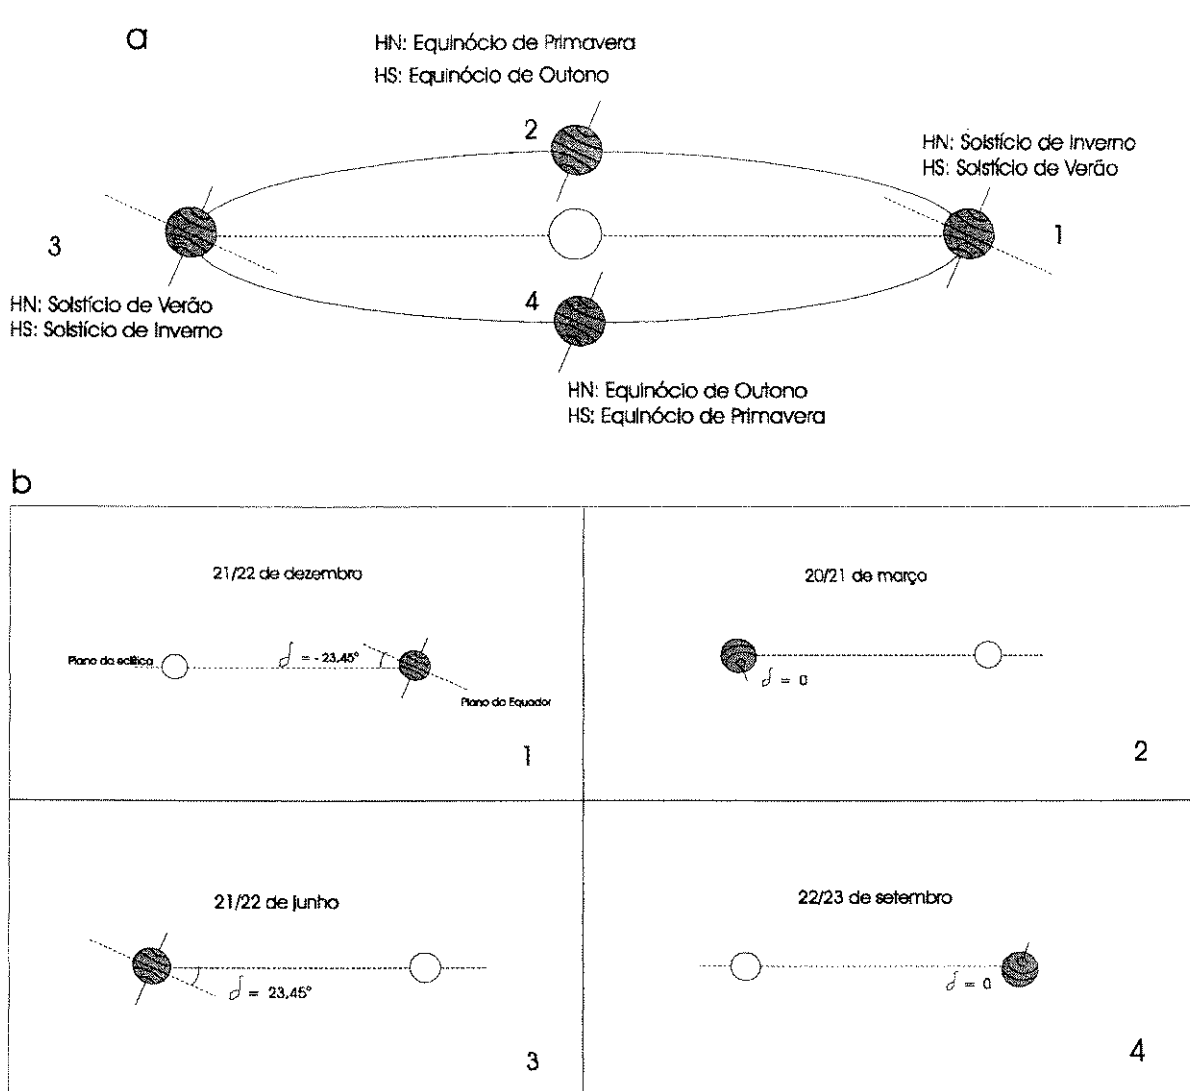 a
HN: Equinócio de Primavera
HS: Equinócio de Outono
2
HN: Solstício de Inverno
HS: Solstício de Verão
1
3
HN: Solstício de Verão
HS: Solstício de Inverno
4
HN: Equinócio de Outono
HS: Equinócio de Primavera
b
21/22 de dezembro
Plano da eclítica
δ = -23,45°
Plano do Equador
1
20/21 de março
δ = 0
2
21/22 de junho
δ = 23,45°
3
22/23 de setembro
δ = 0
4